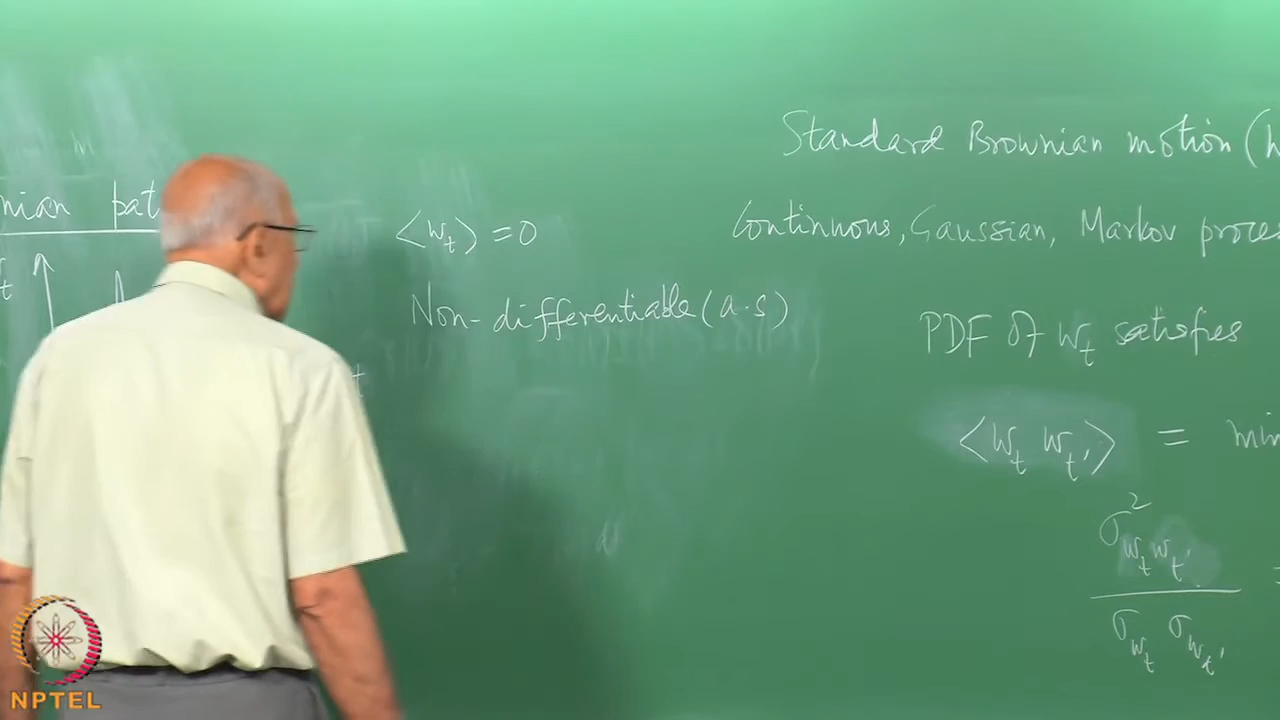 nian pat
⟨w_t⟩ = 0
Non-differentiable (a.s)
t
Standard Brownian motion (
Continuous, Gaussian, Markov proces
PDF of w_t satisfies
⟨w_t w_t'⟩ = min
σ²_{w_t w_t'}
σ_{w_t} σ_{w_t'}
NPTEL